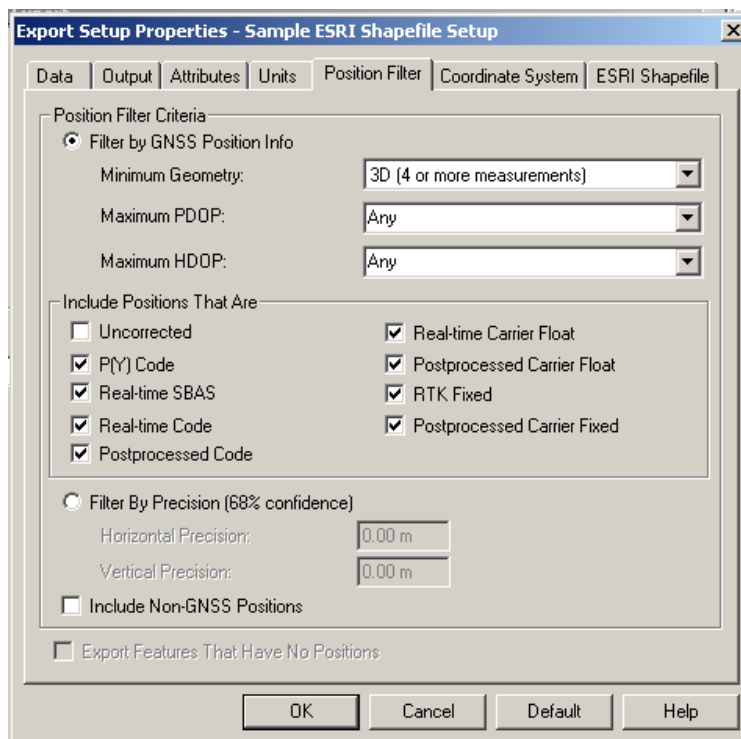 Export Setup Properties - Sample ESRI Shapefile Setup
Data Output Attributes Units Position Filter Coordinate System ESRI Shapefile
Position Filter Criteria
Filter by GNSS Position Info
Minimum Geometry: 3D (4 or more measurements)
Maximum PDOP: Any
Maximum HDOP: Any
Include Positions That Are
Uncorrected Real-time Carrier Float
P(Y) Code Postprocessed Carrier Float
Real-time SBAS RTK Fixed
Real-time Code Postprocessed Carrier Fixed
Postprocessed Code
Filter By Precision (68% confidence)
Horizontal Precision: 0.00 m
Vertical Precision: 0.00 m
Include Non-GNSS Positions
Export Features That Have No Positions
OK Cancel Default Help